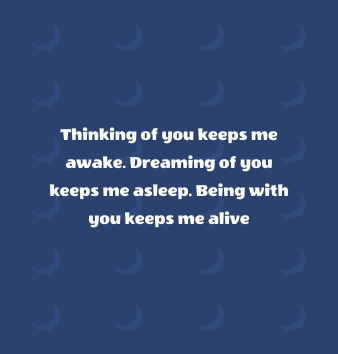 Thinking of you keeps me
awake. Dreaming of you
keeps me asleep. Being with
you keeps me alive